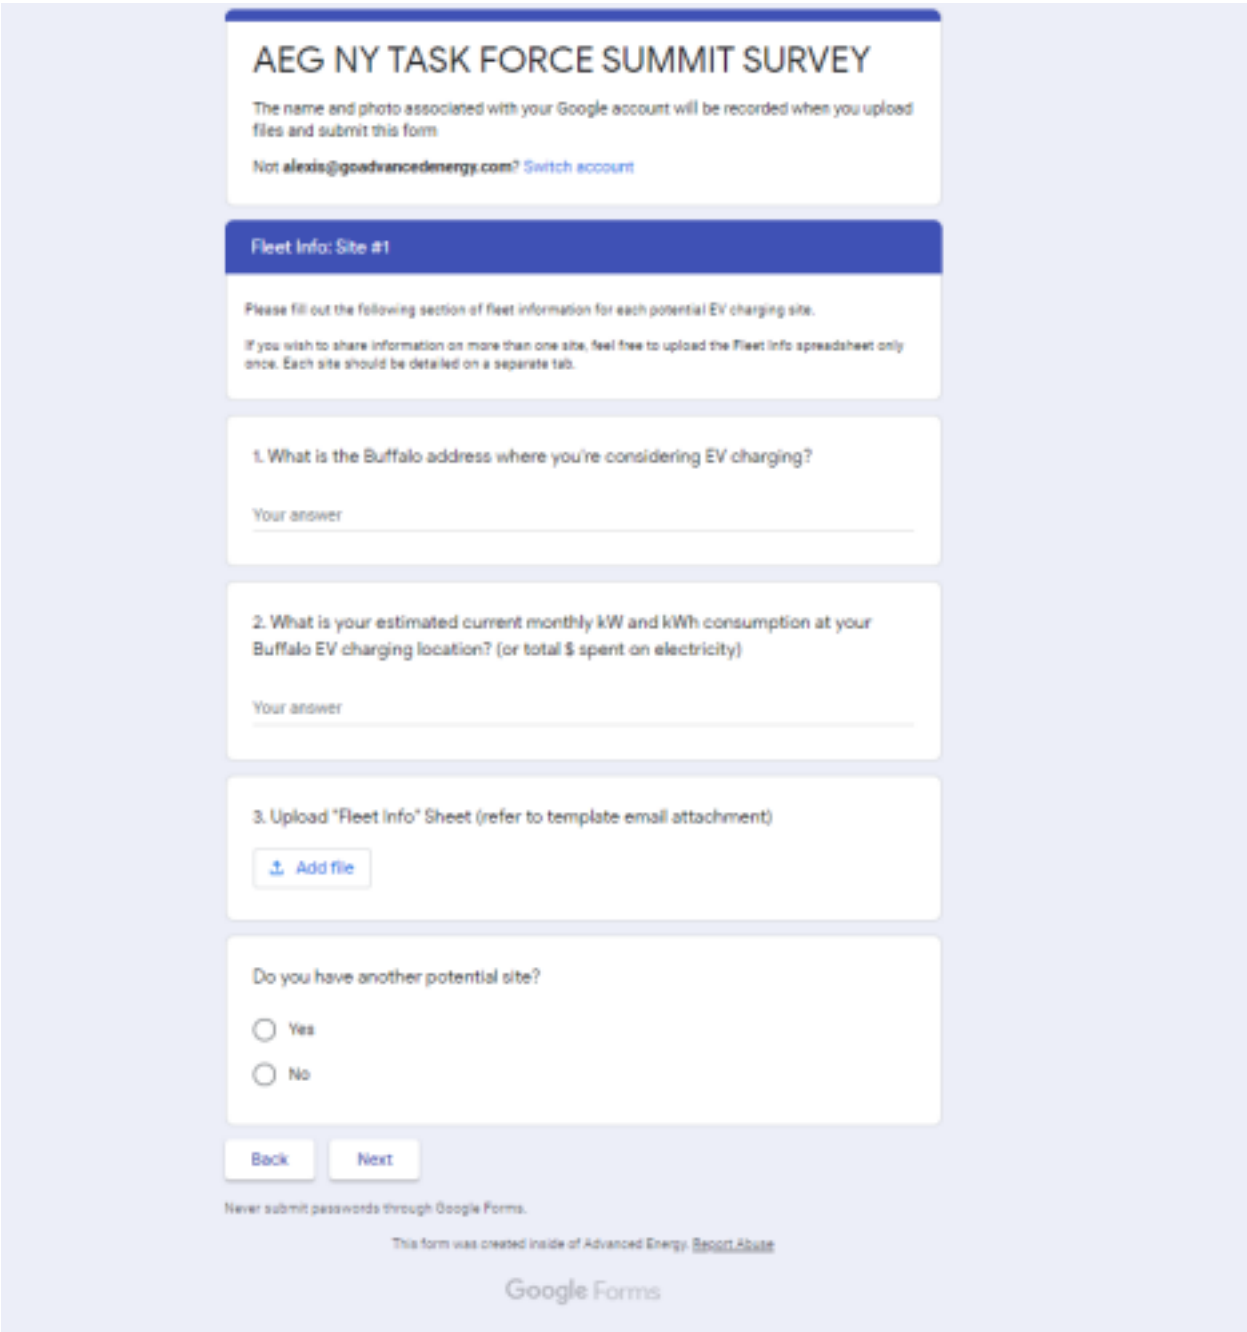 AEG NY TASK FORCE SUMMIT SURVEY
The name and photo associated with your Google account will be recorded when you upload
files and submit this form
Not alexis@goadvancedenergy.com? Switch account
Fleet Info: Site #1
Please fill out the following section of fleet information for each potential EV charging site.
If you wish to share information on more than one site, feel free to upload the Fleet Info spreadsheet only
once. Each site should be detailed on a separate tab.
1. What is the Buffalo address where you're considering EV charging?
Your answer
2. What is your estimated current monthly kW and kWh consumption at your
Buffalo EV charging location? (or total $ spent on electricity)
Your answer
3. Upload "Fleet Info" Sheet (refer to template email attachment)
Add file
Do you have another potential site?
Yes
No
Back Next
Never submit passwords through Google Forms.
This form was created inside of Advanced Energy. Report Abuse
Google Forms